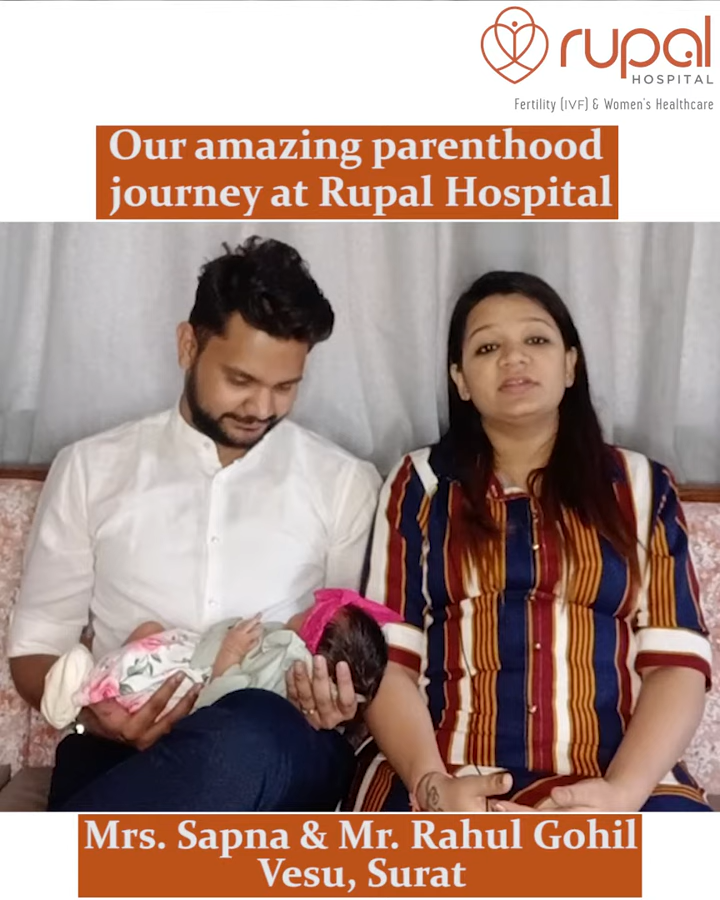 rupal
HOSPITAL
Fertility (IVF) & Women's Healthcare
Our amazing parenthood
journey at Rupal Hospital
Mrs. Sapna & Mr. Rahul Gohil
Vesu, Surat